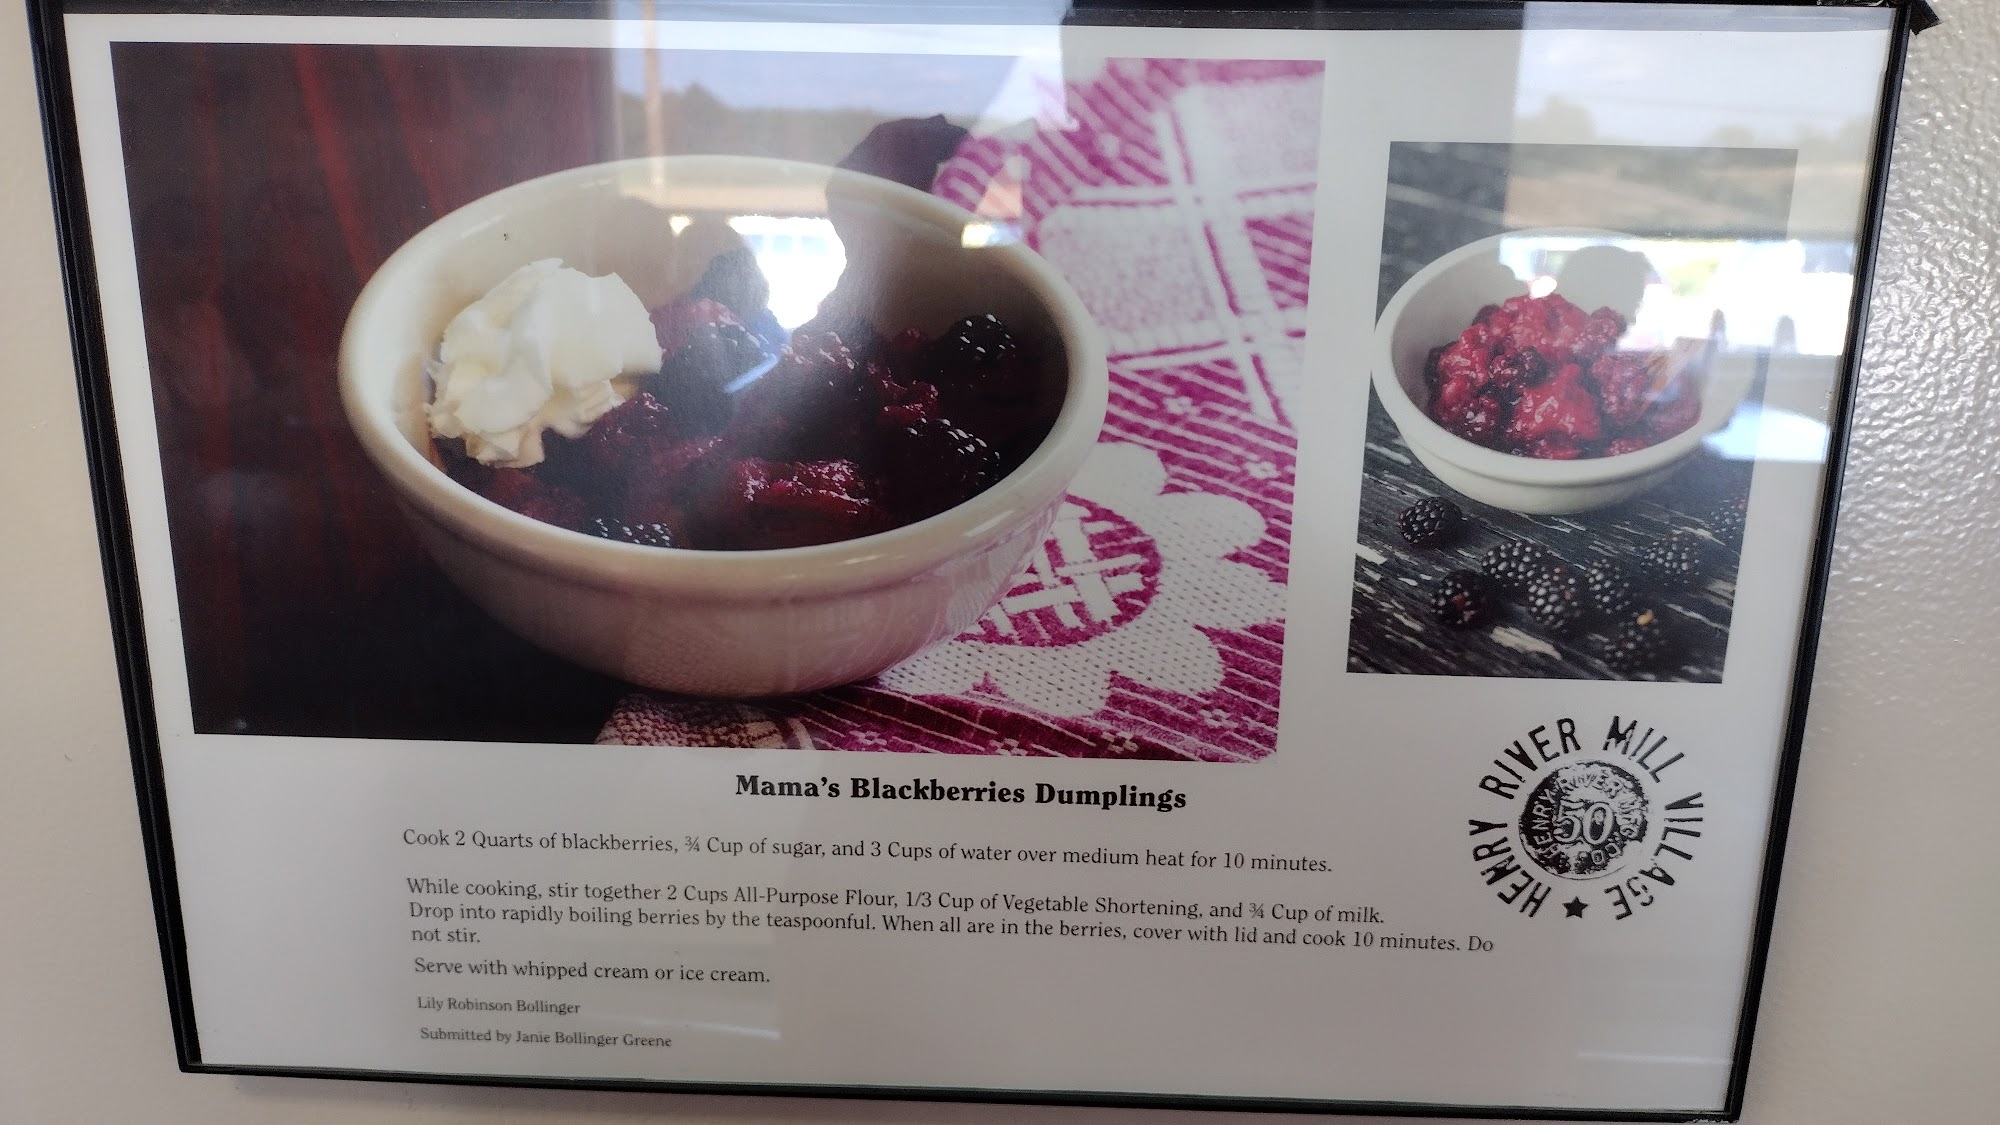 Mama's Blackberries Dumplings
Cook 2 Quarts of blackberries, ¾ Cup of sugar, and 3 Cups of water over medium heat for 10 minutes.
While cooking, stir together 2 Cups All-Purpose Flour, 1/3 Cup of Vegetable Shortening, and ¾ Cup of milk.
Drop into rapidly boiling berries by the teaspoonful. When all are in the berries, cover with lid and cook 10 minutes. Do
not stir.
Serve with whipped cream or ice cream.
Lily Robinson Bollinger
Submitted by Janie Bollinger Greene
HENRY RIVER MILL VILLAGE
HENRY RIVER MFG CO
50